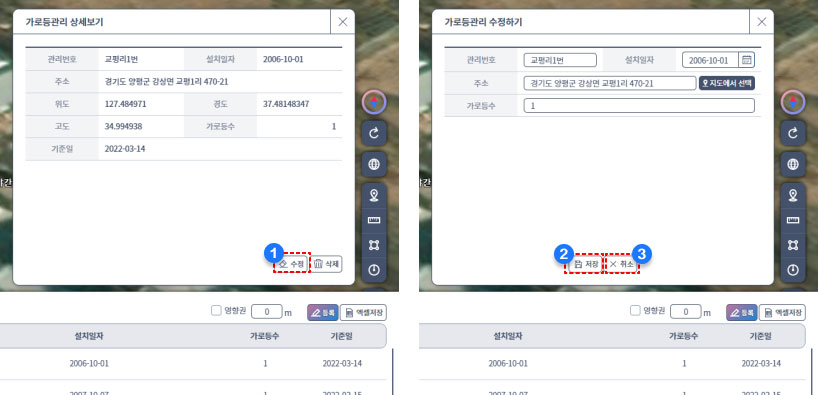 가로등관리 상세보기
관리번호 교평리1번 설치일자 2006-10-01
주소 경기도 양평군 강상면 교평1리 470-21
위도 127.484971 경도 37.48148347
고도 34.994938 가로등수 1
기준일 2022-03-14
1
수정 삭제
영향권 0 m 등록 엑셀저장
설치일자 가로등수 기준일
2006-10-01 1 2022-03-14
2007-10-07 1 2022-02-15
가로등관리 수정하기
관리번호 교평리1번 설치일자 2006-10-01
주소 경기도 양평군 강상면 교평1리 470-21 지도에서 선택
가로등수 1
2 3
저장 취소
영향권 0 m 등록 엑셀저장
설치일자 가로등수 기준일
2006-10-01 1 2022-03-14
2007-10-07 1 2022-02-15